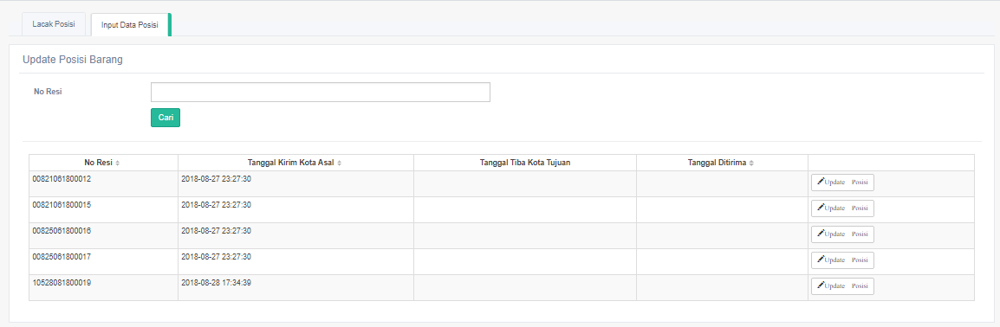 Lacak Posisi
Input Data Posisi
Update Posisi Barang
No Resi
Cari
No Resi Tanggal Kirim Kota Asal Tanggal Tiba Kota Tujuan Tanggal Ditirima
00821061800012 2018-08-27 23:27:30 Update Posisi
00821061800015 2018-08-27 23:27:30 Update Posisi
00825061800016 2018-08-27 23:27:30 Update Posisi
00825061800017 2018-08-27 23:27:30 Update Posisi
10528081800019 2018-08-28 17:34:39 Update Posisi